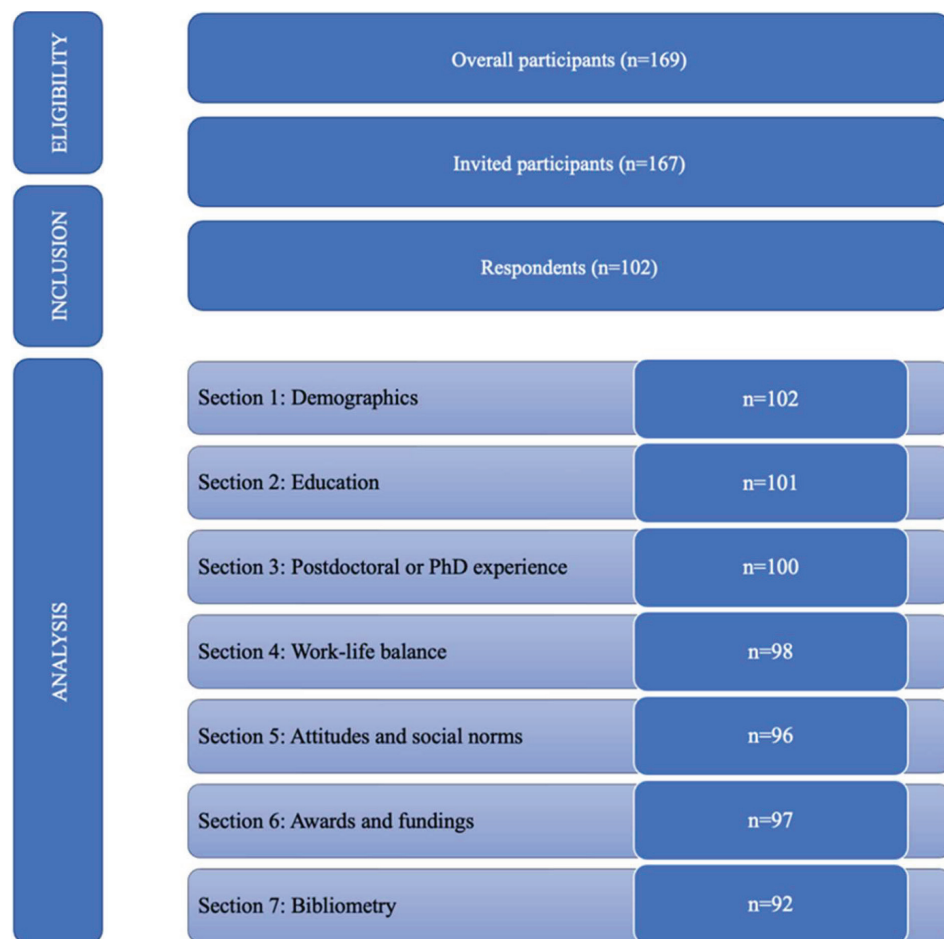 ELIGIBILITY
Overall participants (n=169)
Invited participants (n=167)
INCLUSION
Respondents (n=102)
ANALYSIS
Section 1: Demographics n=102
Section 2: Education n=101
Section 3: Postdoctoral or PhD experience n=100
Section 4: Work-life balance n=98
Section 5: Attitudes and social norms n=96
Section 6: Awards and fundings n=97
Section 7: Bibliometry n=92